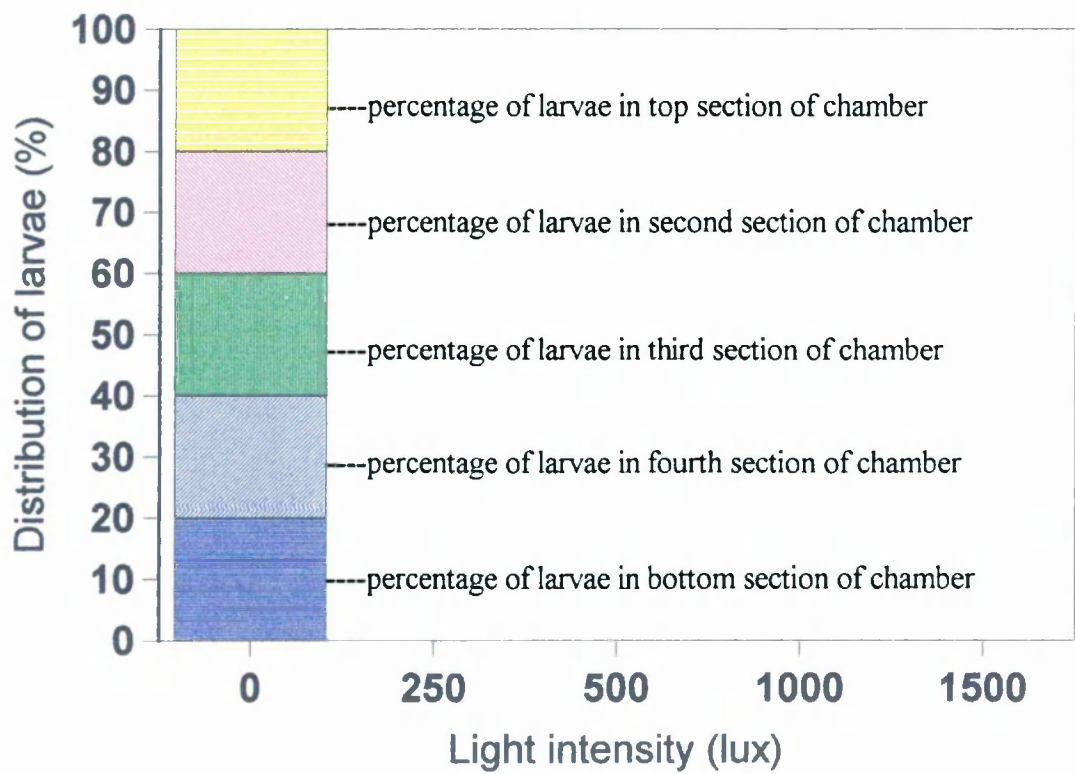 100
90
80
70
60
50
40
30
20
10
0
Distribution of larvae (%)
----percentage of larvae in top section of chamber
----percentage of larvae in second section of chamber
----percentage of larvae in third section of chamber
----percentage of larvae in fourth section of chamber
----percentage of larvae in bottom section of chamber
0 250 500 1000 1500
Light intensity (lux)